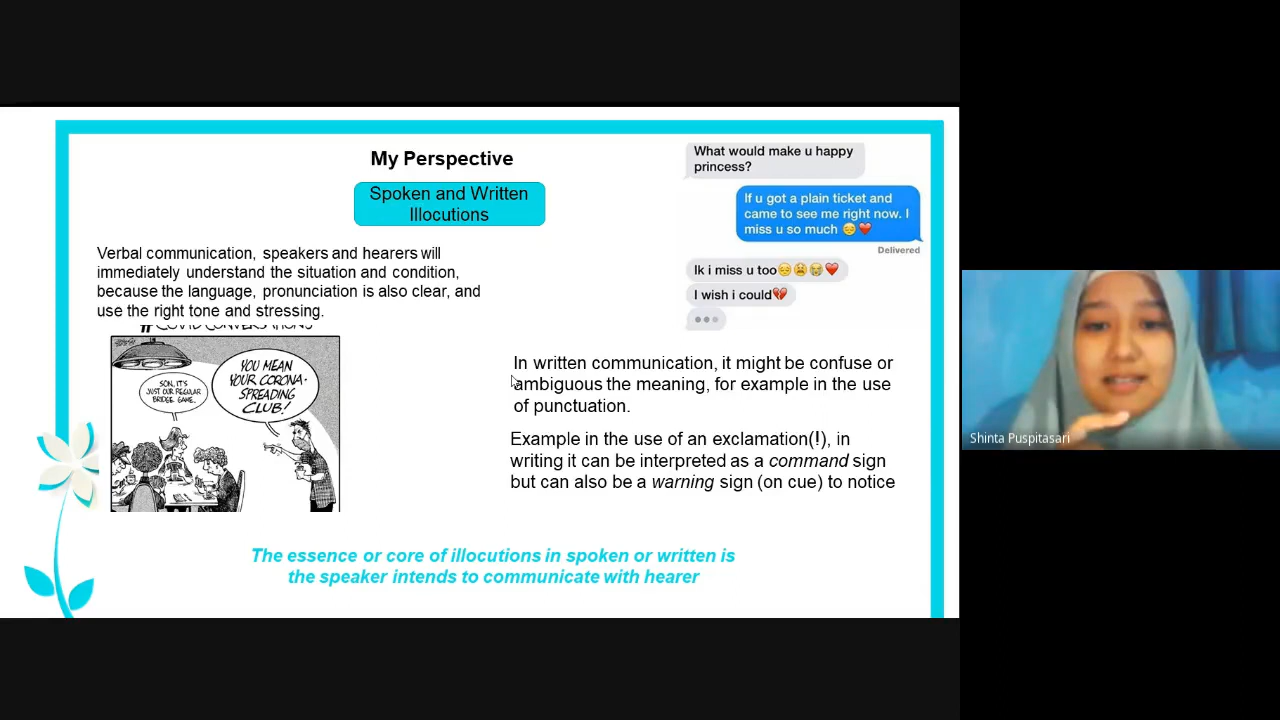 My Perspective
Spoken and Written
Illocutions
Verbal communication, speakers and hearers will
immediately understand the situation and condition,
because the language, pronunciation is also clear, and
use the right tone and stressing.
# COVID CONVERSATIONS
SON, IT'S
JUST OUR REGULAR
BRIDGE GAME.
YOU MEAN
YOUR CORONA-
SPREADING
CLUB!
What would make u happy
princess?
If u got a plain ticket and
came to see me right now. I
miss u so much 😔❤️
Delivered
Ik i miss u too😔😫😭❤️
I wish i could💔
In written communication, it might be confuse or
ambiguous the meaning, for example in the use
of punctuation.
Example in the use of an exclamation(!), in
writing it can be interpreted as a command sign
but can also be a warning sign (on cue) to notice
The essence or core of illocutions in spoken or written is
the speaker intends to communicate with hearer
Shinta Puspitasari